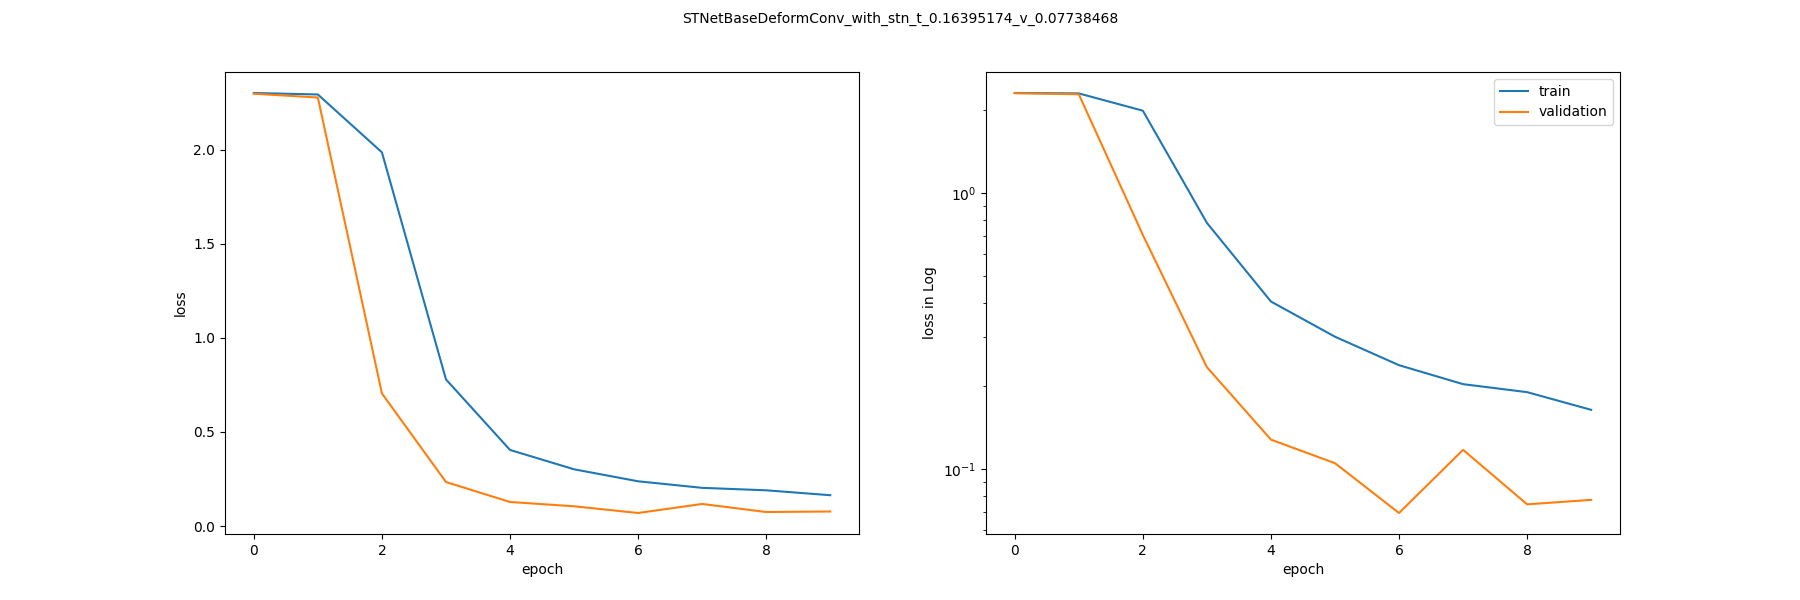 STNetBaseDeformConv_with_stn_t_0.16395174_v_0.07738468
loss
2.0
1.5
1.0
0.5
0.0
0 2 4 6 8
epoch
loss in Log
10⁰
10⁻¹
0 2 4 6 8
epoch
train
validation